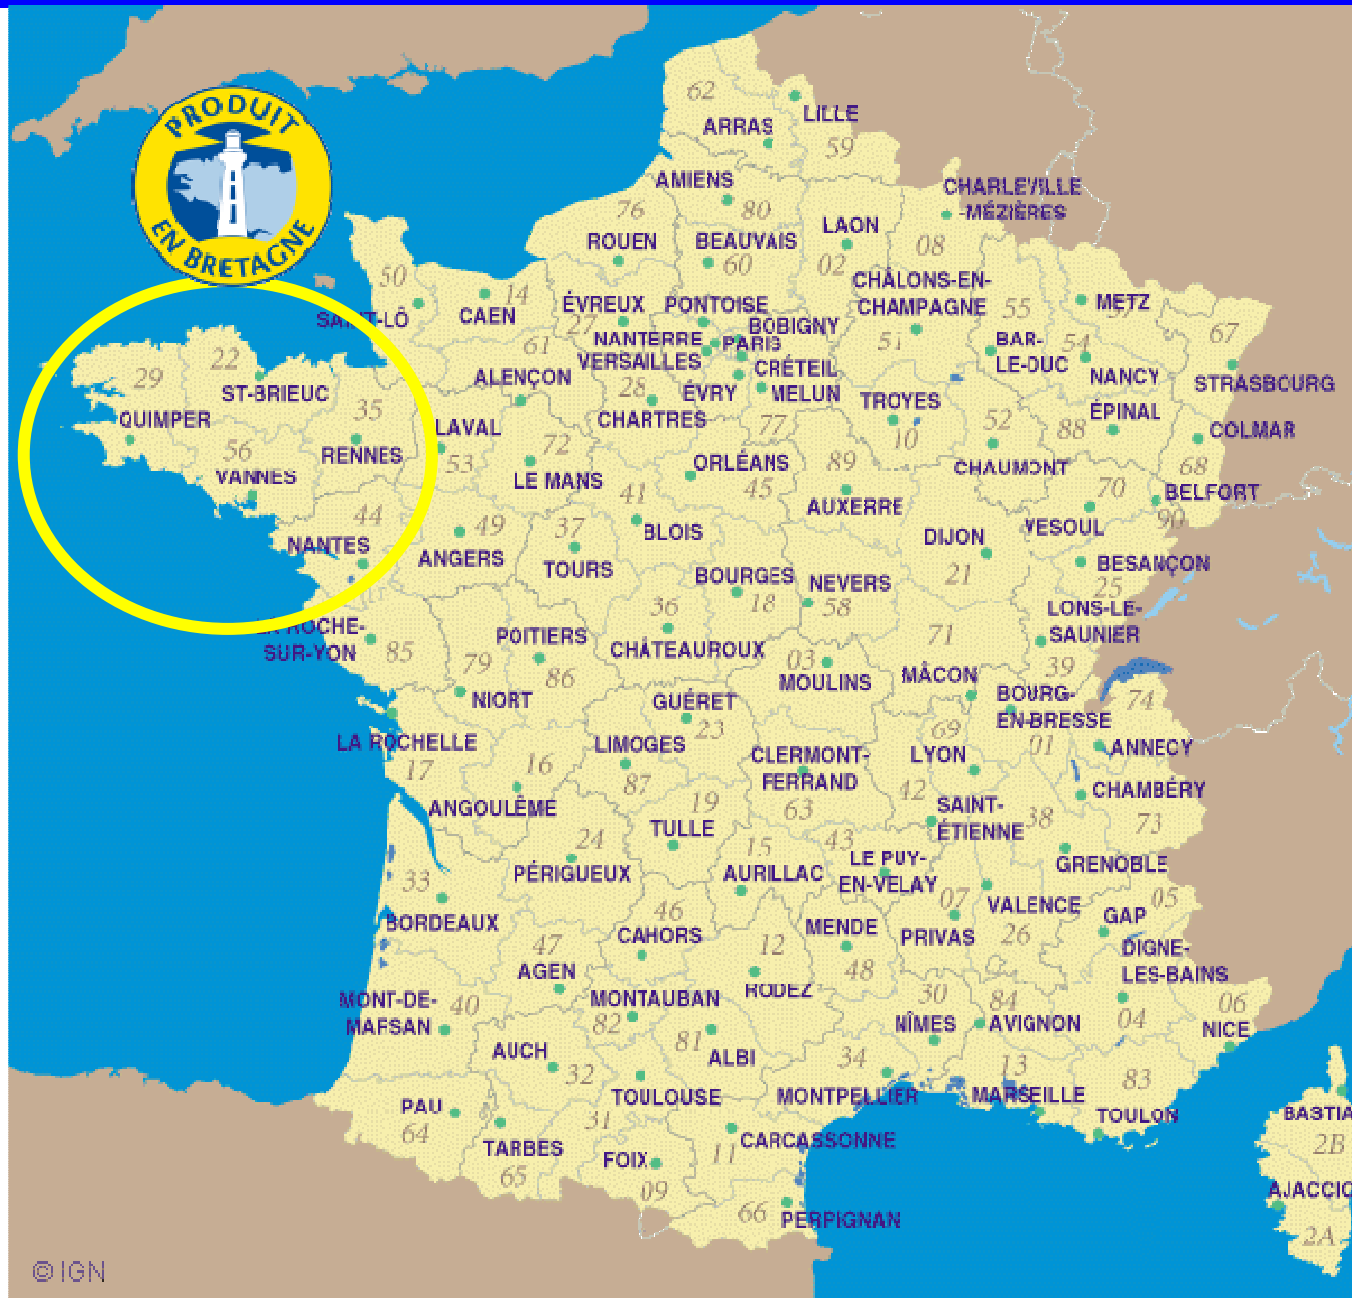 PRODUIT
EN BRETAGNE
62
LILLE
ARRAS
59
AMIENS
CHARLEVILLE
-MÉZIÈRES
76
80
LAON
ROUEN
BEAUVAIS
08
60
02
50
CHÂLONS-EN-
CHAMPAGNE
14
ÉVREUX
PONTOISE
55
METZ
SAINT-LÔ
CAEN
27
BOBIGNY
67
NANTERRE
PARIS
51
BAR-
LE-DUC
54
61
VERSAILLES
22
29
ALENÇON
28
ÉVRY
CRÉTEIL
MELUN
NANCY
STRASBOURG
ST-BRIEUC
35
TROYES
QUIMPER
CHARTRES
77
52
88
ÉPINAL
LAVAL
10
COLMAR
56
RENNES
53
72
ORLÉANS
89
CHAUMONT
68
VANNES
LE MANS
41
45
70
BELFORT
44
49
37
BLOIS
AUXERRE
DIJON
VESOUL
90
NANTES
ANGERS
TOURS
BESANÇON
BOURGES
NEVERS
21
25
36
18
58
LONS-LE-
SAUNIER
LA ROCHE-
SUR-YON
85
POITIERS
CHÂTEAUROUX
71
79
86
03
MOULINS
MÂCON
39
NIORT
GUÉRET
BOURG-
EN-BRESSE
74
23
69
LA ROCHELLE
LIMOGES
CLERMONT-
FERRAND
LYON
01
ANNECY
17
16
87
42
CHAMBÉRY
ANGOULÊME
19
63
SAINT-
ÉTIENNE
38
73
24
TULLE
15
43
LE PUY-
EN-VELAY
GRENOBLE
33
PÉRIGUEUX
AURILLAC
07
VALENCE
05
BORDEAUX
46
MENDE
GAP
CAHORS
12
PRIVAS
26
47
DIGNE-
LES-BAINS
AGEN
48
MONT-DE-
MARSAN
40
MONTAUBAN
RODEZ
30
84
06
82
NÎMES
AVIGNON
04
NICE
AUCH
81
ALBI
34
13
32
83
PAU
TOULOUSE
MONTPELLIER
MARSEILLE
TOULON
BASTIA
64
31
TARBES
FOIX
11
CARCASSONNE
2B
65
09
AJACCIO
66
PERPIGNAN
2A
© IGN